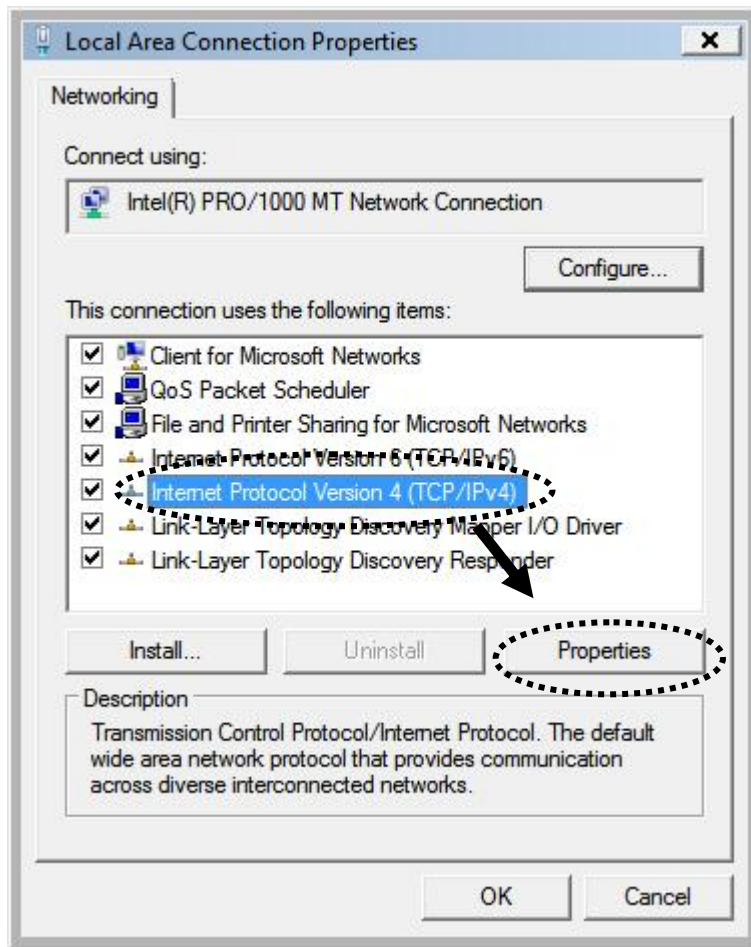 Local Area Connection Properties
Networking
Connect using:
Intel(R) PRO/1000 MT Network Connection
Configure...
This connection uses the following items:
Client for Microsoft Networks
QoS Packet Scheduler
File and Printer Sharing for Microsoft Networks
Internet Protocol Version 6 (TCP/IPv6)
Internet Protocol Version 4 (TCP/IPv4)
Link-Layer Topology Discovery Mapper I/O Driver
Link-Layer Topology Discovery Responder
Install... Uninstall Properties
Description
Transmission Control Protocol/Internet Protocol. The default
wide area network protocol that provides communication
across diverse interconnected networks.
OK Cancel